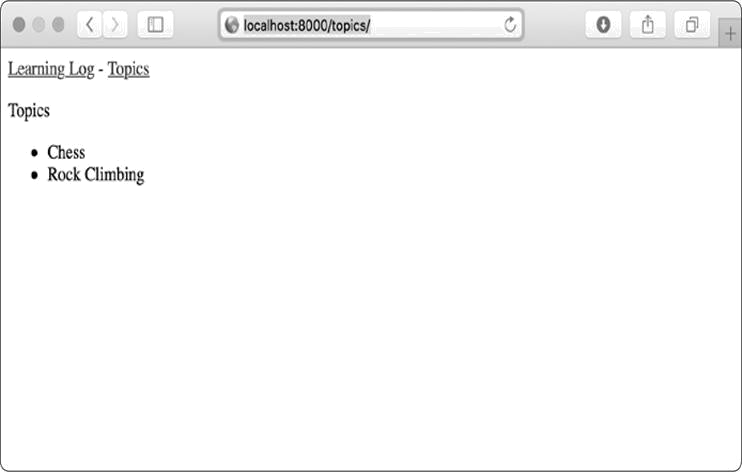 localhost:8000/topics/
Learning Log - Topics
Topics
• Chess
• Rock Climbing